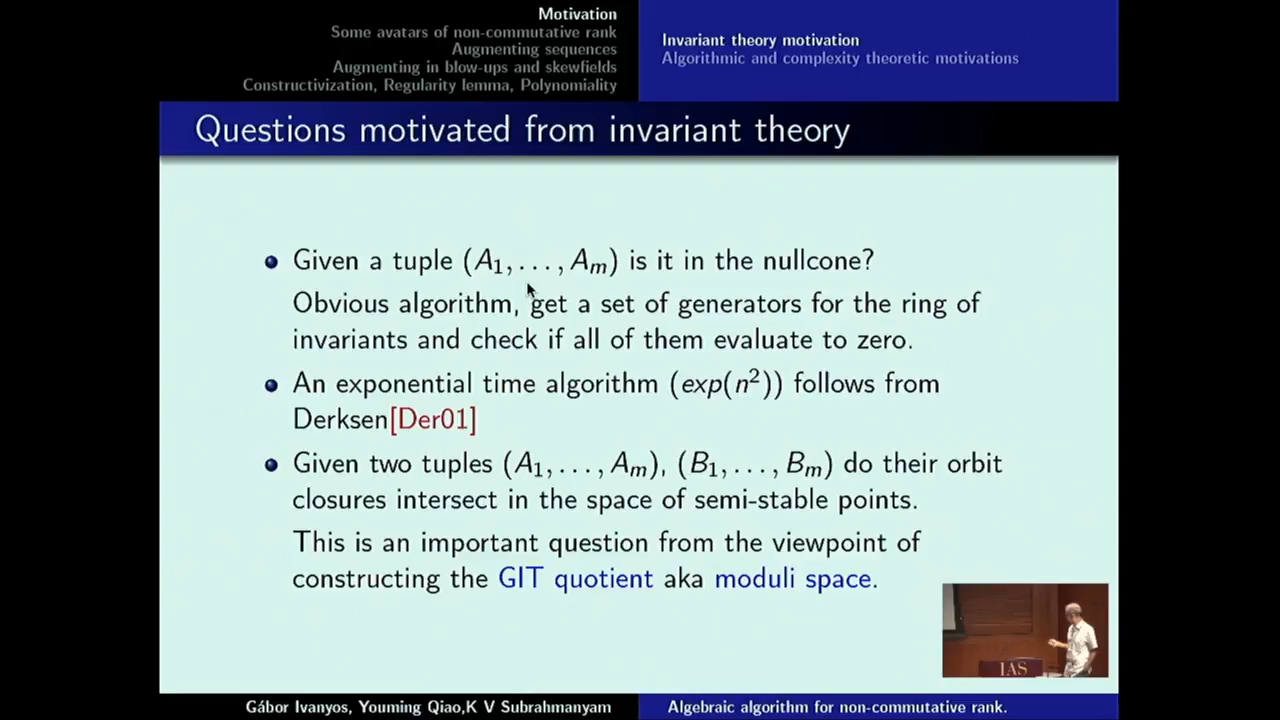 Motivation
Some avatars of non-commutative rank
Augmenting sequences
Augmenting in blow-ups and skewfields
Constructivization, Regularity lemma, Polynomiality
Invariant theory motivation
Algorithmic and complexity theoretic motivations
Questions motivated from invariant theory
Given a tuple (A₁, . . . , Aₘ) is it in the nullcone?
Obvious algorithm, get a set of generators for the ring of
invariants and check if all of them evaluate to zero.
An exponential time algorithm (exp(n²)) follows from
Derksen[Der01]
Given two tuples (A₁, . . . , Aₘ), (B₁, . . . , Bₘ) do their orbit
closures intersect in the space of semi-stable points.
This is an important question from the viewpoint of
constructing the GIT quotient aka moduli space.
IAS
Gábor Ivanyos, Youming Qiao,K V Subrahmanyam
Algebraic algorithm for non-commutative rank.